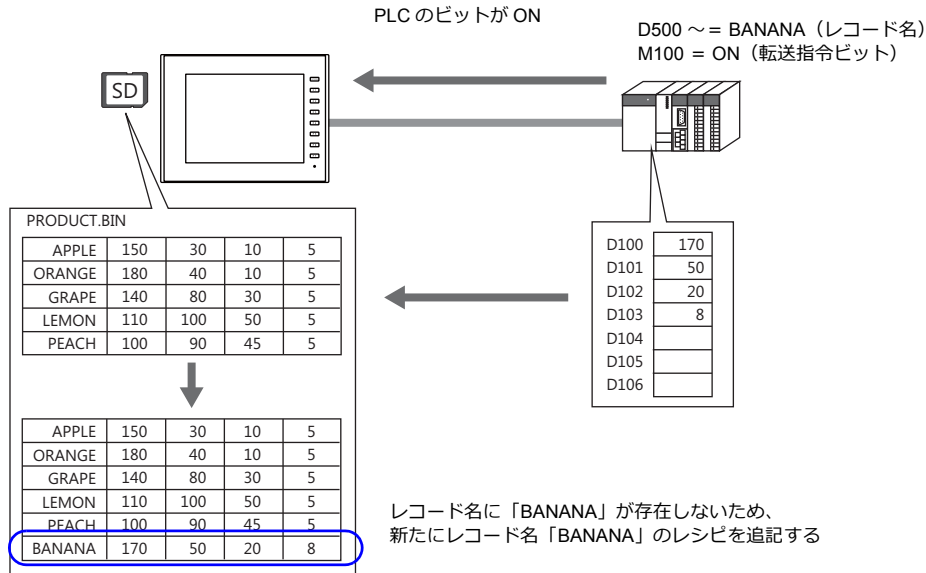 PLC のビットが ON
D500 ～= BANANA（レコード名）
M100 = ON（転送指令ビット）
SD
PRODUCT.BIN
APPLE 150 30 10 5
ORANGE 180 40 10 5
GRAPE 140 80 30 5
LEMON 110 100 50 5
PEACH 100 90 45 5
D100 170
D101 50
D102 20
D103 8
D104
D105
D106
APPLE 150 30 10 5
ORANGE 180 40 10 5
GRAPE 140 80 30 5
LEMON 110 100 50 5
PEACH 100 90 45 5
BANANA 170 50 20 8
レコード名に「BANANA」が存在しないため、
新たにレコード名「BANANA」のレシピを追記する